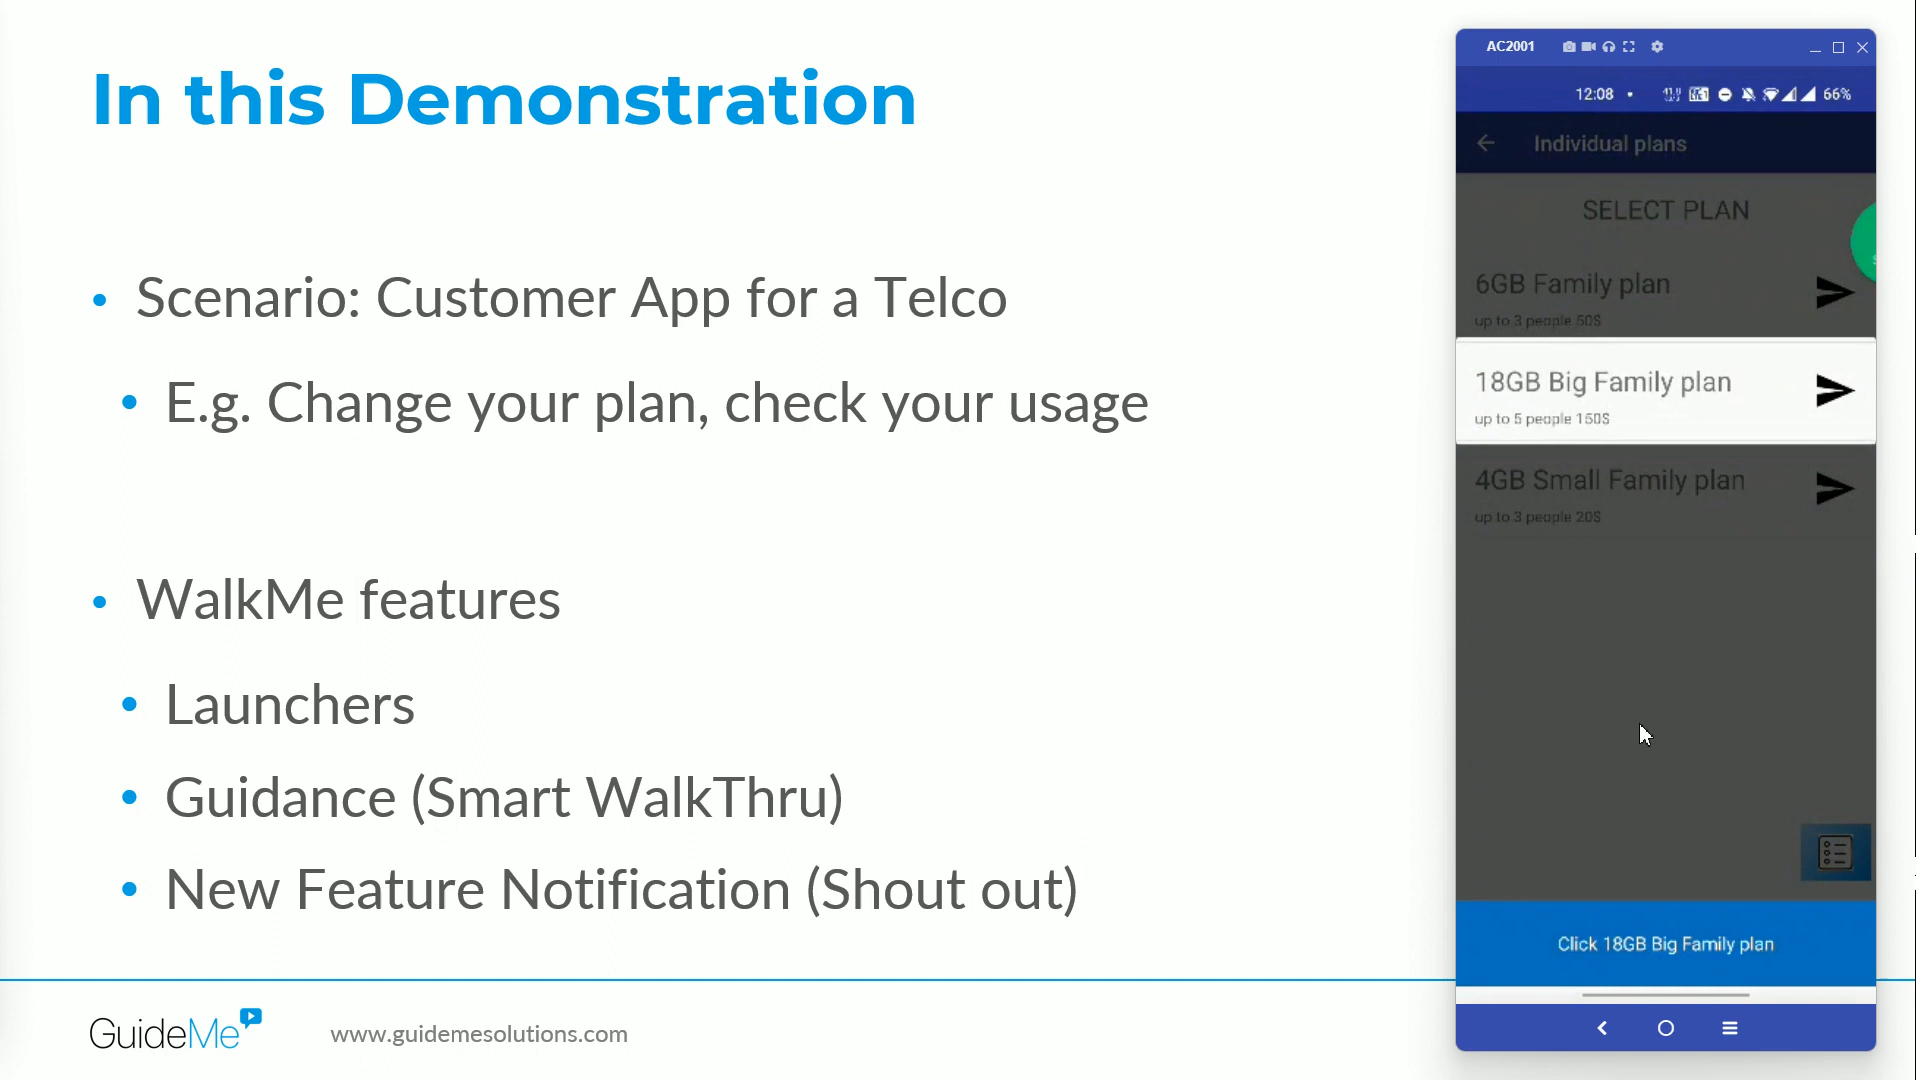 In this Demonstration
• Scenario: Customer App for a Telco
• E.g. Change your plan, check your usage
• WalkMe features
• Launchers
• Guidance (Smart WalkThru)
• New Feature Notification (Shout out)
GuideMe
www.guidemesolutions.com
AC2001
12:08 • 66%
Individual plans
SELECT PLAN
6GB Family plan
up to 3 people 50$
18GB Big Family plan
up to 5 people 150$
4GB Small Family plan
up to 3 people 20$
Click 18GB Big Family plan